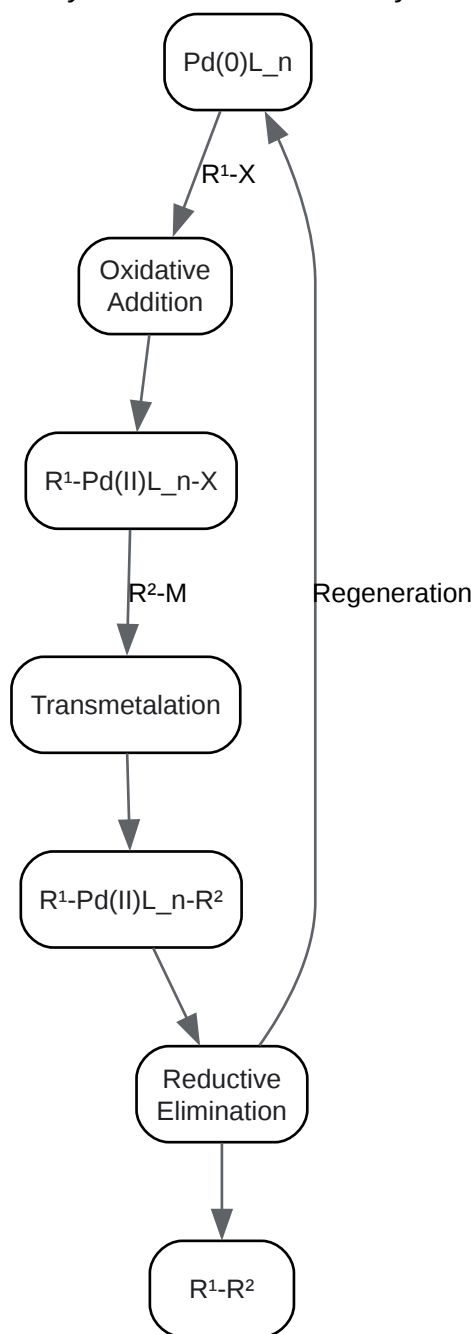 Pd(0)L_n
R¹-X
Oxidative
Addition
R¹-Pd(II)L_n-X
R²-M
Regeneration
Transmetalation
R¹-Pd(II)L_n-R²
Reductive
Elimination
R¹-R²